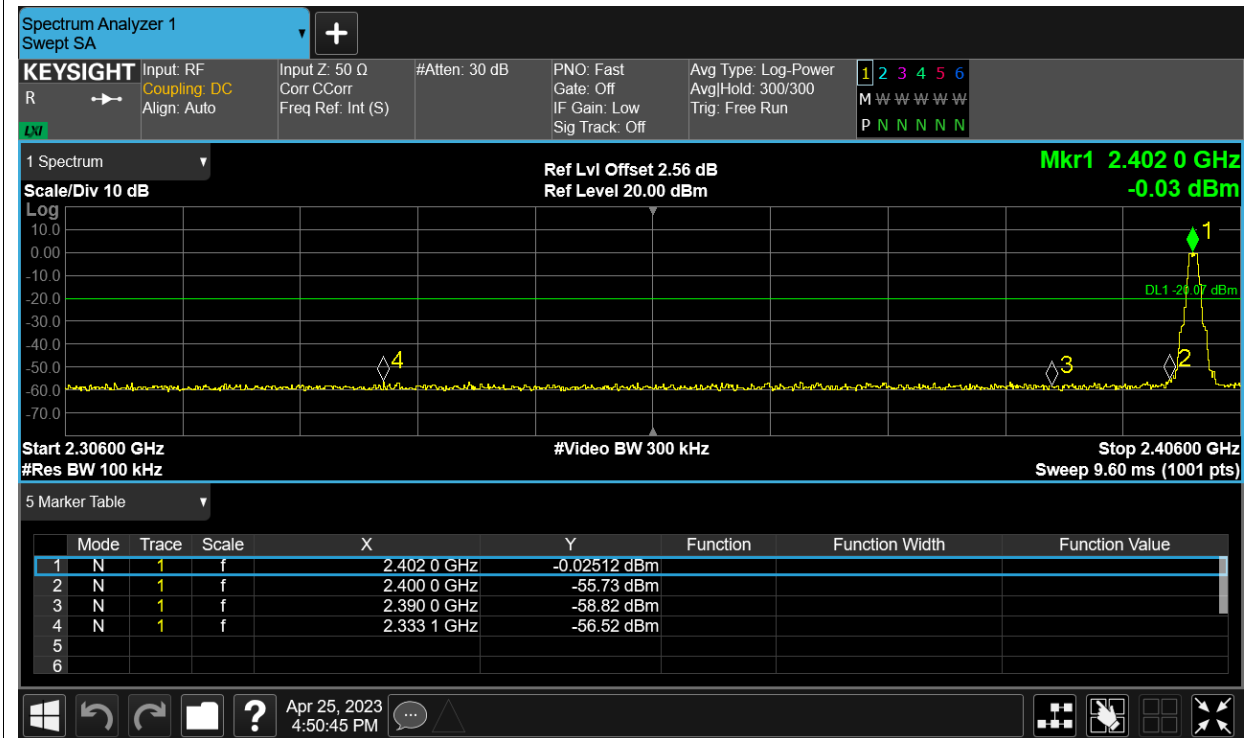 Spectrum Analyzer 1
Swept SA
KEYSIGHT Input: RF Input Z: 50 Ω #Atten: 30 dB PNO: Fast Avg Type: Log-Power 1 2 3 4 5 6
R Coupling: DC Corr CCorr Gate: Off Avg|Hold: 300/300 M W W W W W
Align: Auto Freq Ref: Int (S) IF Gain: Low Trig: Free Run
LXI Sig Track: Off P N N N N N
1 Spectrum Ref Lvl Offset 2.56 dB Mkr1 2.402 0 GHz
Scale/Div 10 dB Ref Level 20.00 dBm -0.03 dBm
Log
10.0 1
0.00
-10.0
-20.0 DL1 -20.07 dBm
-30.0
-40.0
-50.0 4 3 2
-60.0
-70.0
Start 2.30600 GHz #Video BW 300 kHz Stop 2.40600 GHz
#Res BW 100 kHz Sweep 9.60 ms (1001 pts)
5 Marker Table
Mode Trace Scale X Y Function Function Width Function Value
1 N 1 f 2.402 0 GHz -0.02512 dBm
2 N 1 f 2.400 0 GHz -55.73 dBm
3 N 1 f 2.390 0 GHz -58.82 dBm
4 N 1 f 2.333 1 GHz -56.52 dBm
5
6
? Apr 25, 2023
4:50:45 PM